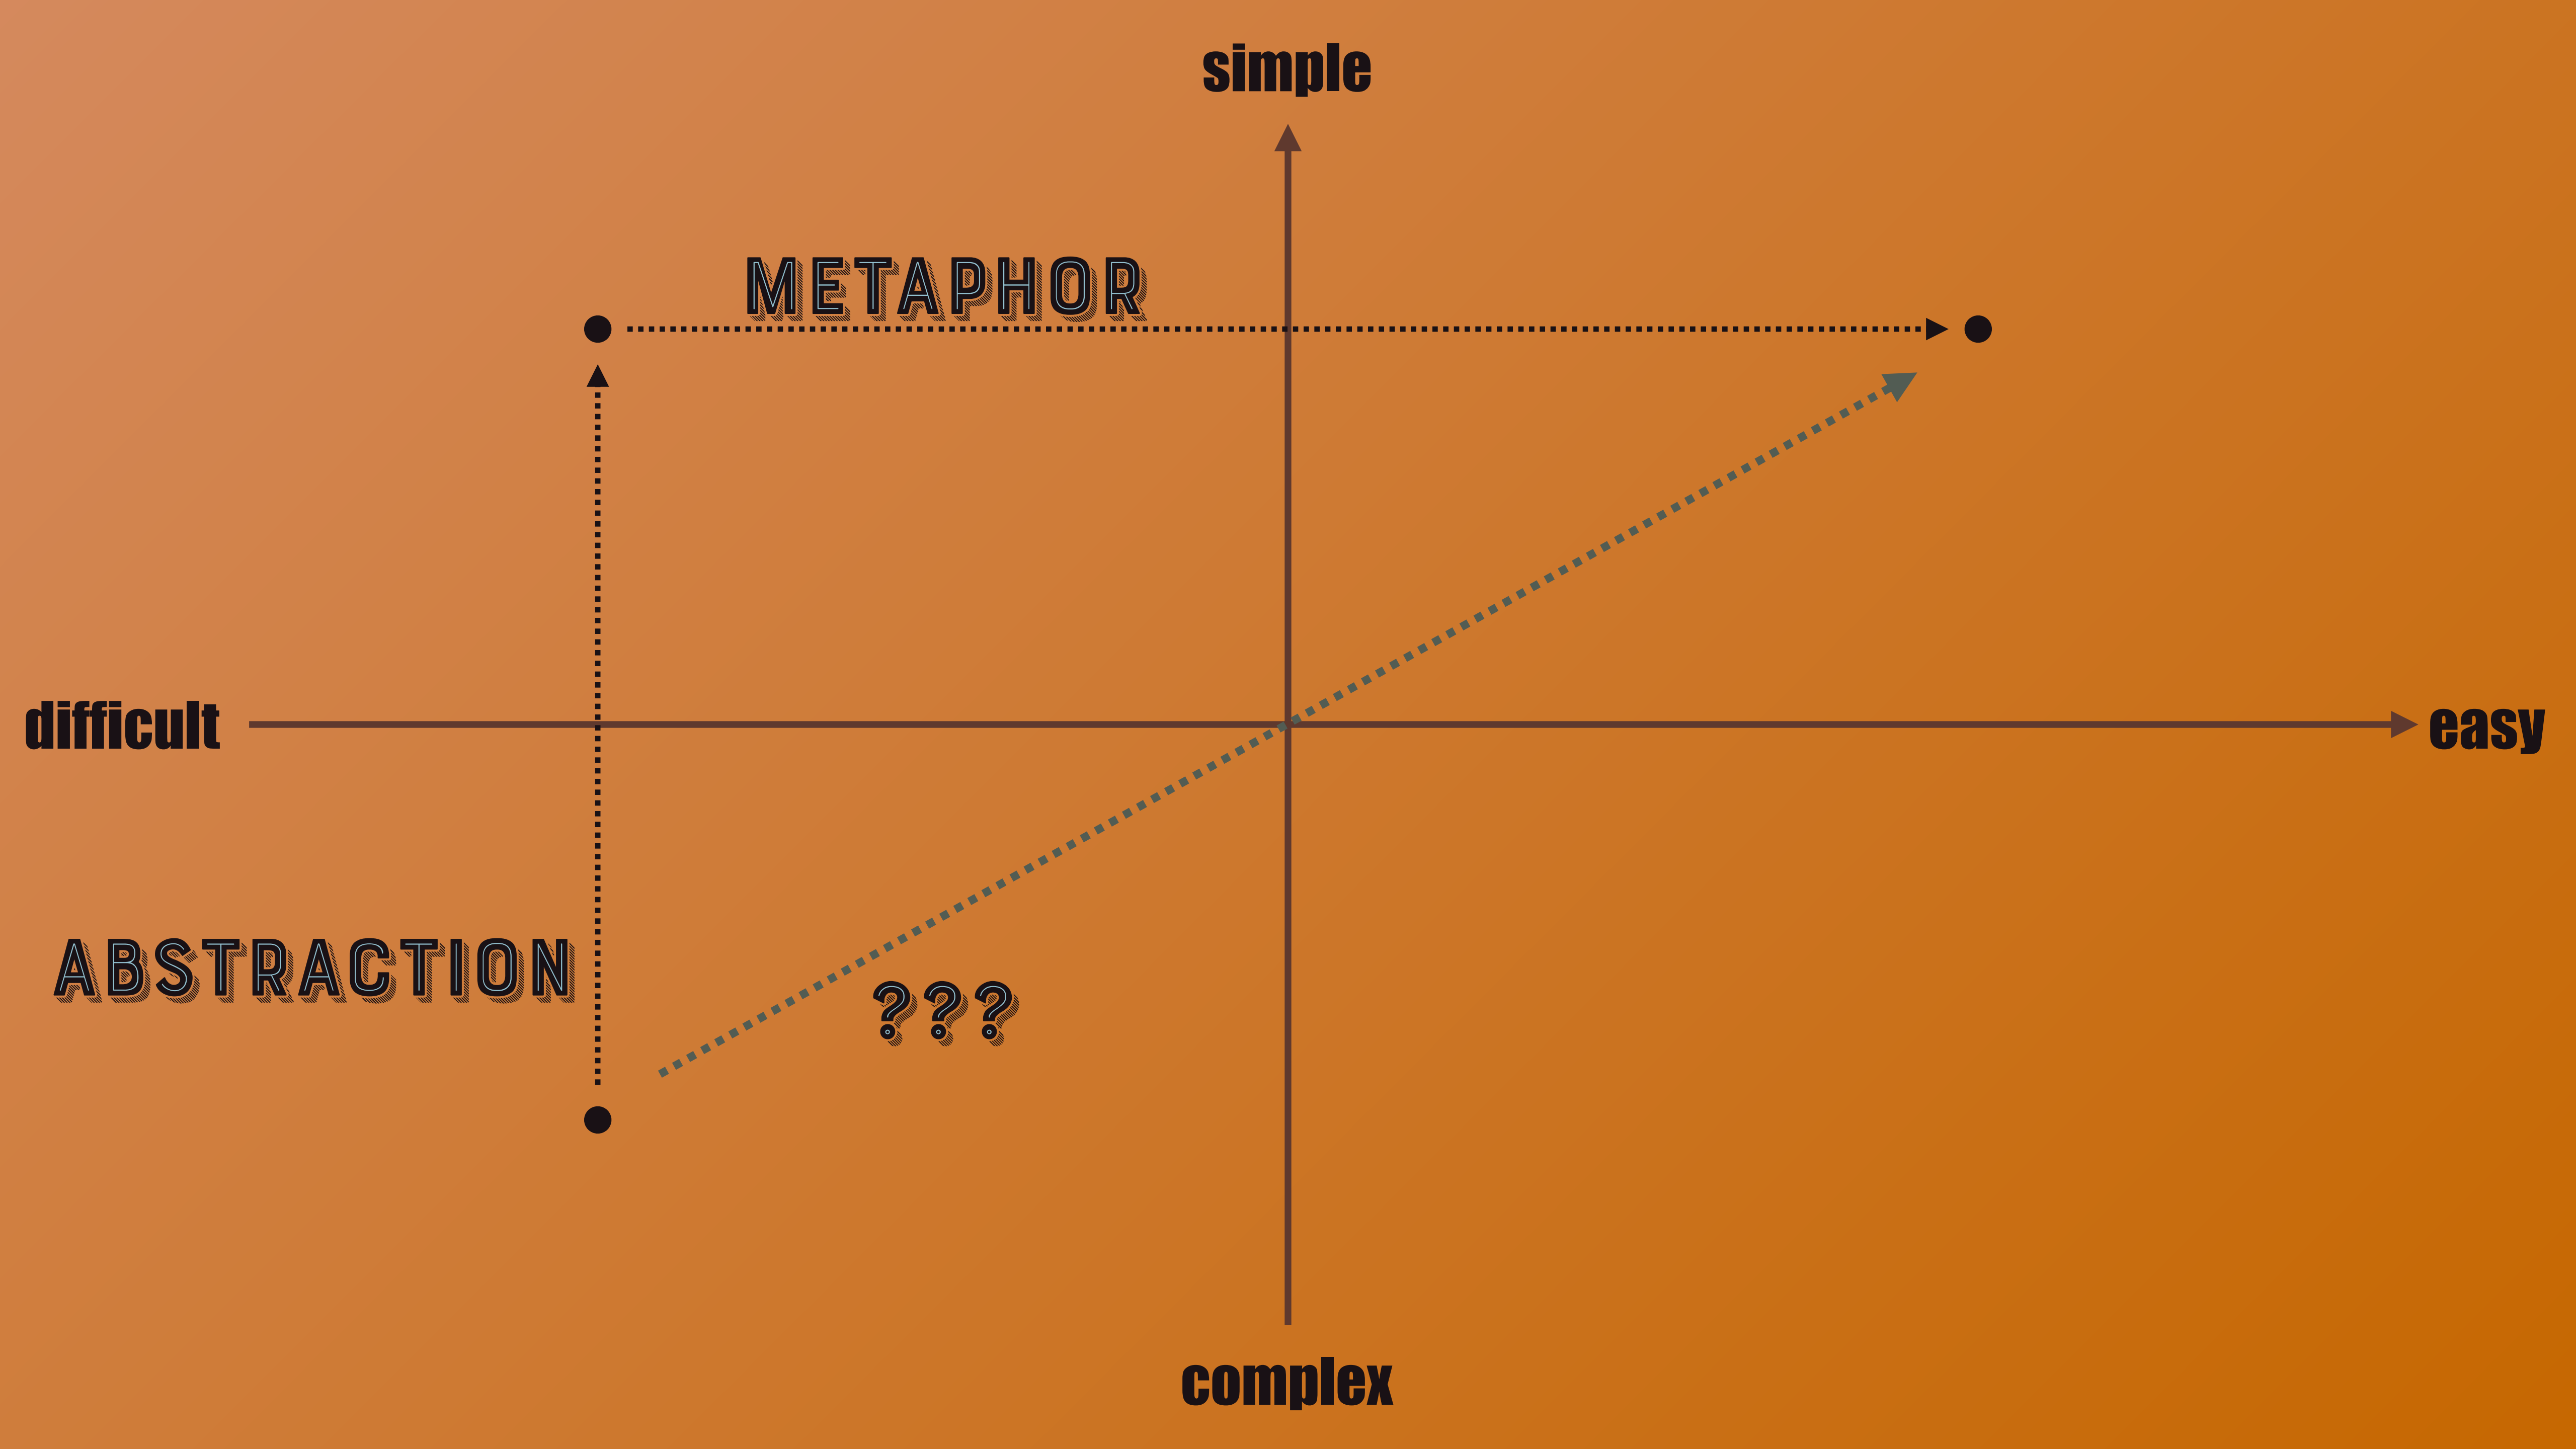 simple
METAPHOR
difficult
easy
ABSTRACTION
???
complex